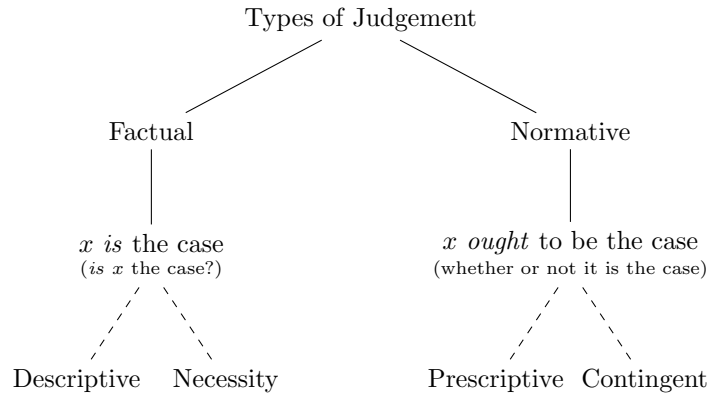 Types of Judgement
Factual
Normative
x is the case
(is x the case?)
x ought to be the case
(whether or not it is the case)
Descriptive
Necessity
Prescriptive
Contingent